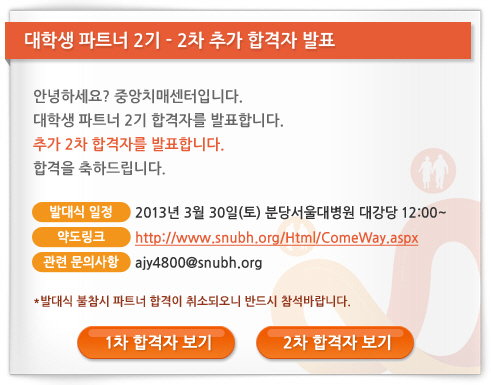 대학생 파트너 2기 - 2차 추가 합격자 발표
안녕하세요? 중앙치매센터입니다.
대학생 파트너 2기 합격자를 발표합니다.
추가 2차 합격자를 발표합니다.
합격을 축하드립니다.
발대식 일정 2013년 3월 30일(토) 분당서울대병원 대강당 12:00~
약도링크 http://www.snubh.org/Html/ComeWay.aspx
관련 문의사항 ajy4800@snubh.org
*발대식 불참시 파트너 합격이 취소되오니 반드시 참석바랍니다.
1차 합격자 보기 2차 합격자 보기